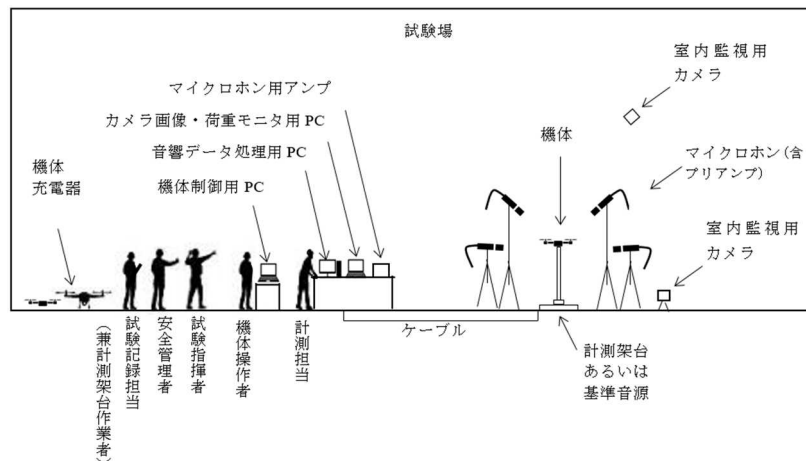 試験場
室内監視用
カメラ
マイクロホン用アンプ
カメラ画像・荷重モニタ用 PC
音響データ処理用 PC
機体制御用 PC
機体
充電器
機体
マイクロホン(含
プリアンプ)
室内監視用
カメラ
ケーブル
計測架台
あるいは
基準音源
(兼計測架台作業者)
試験記録担当
安全管理者
試験指揮者
機体操作者
計測担当